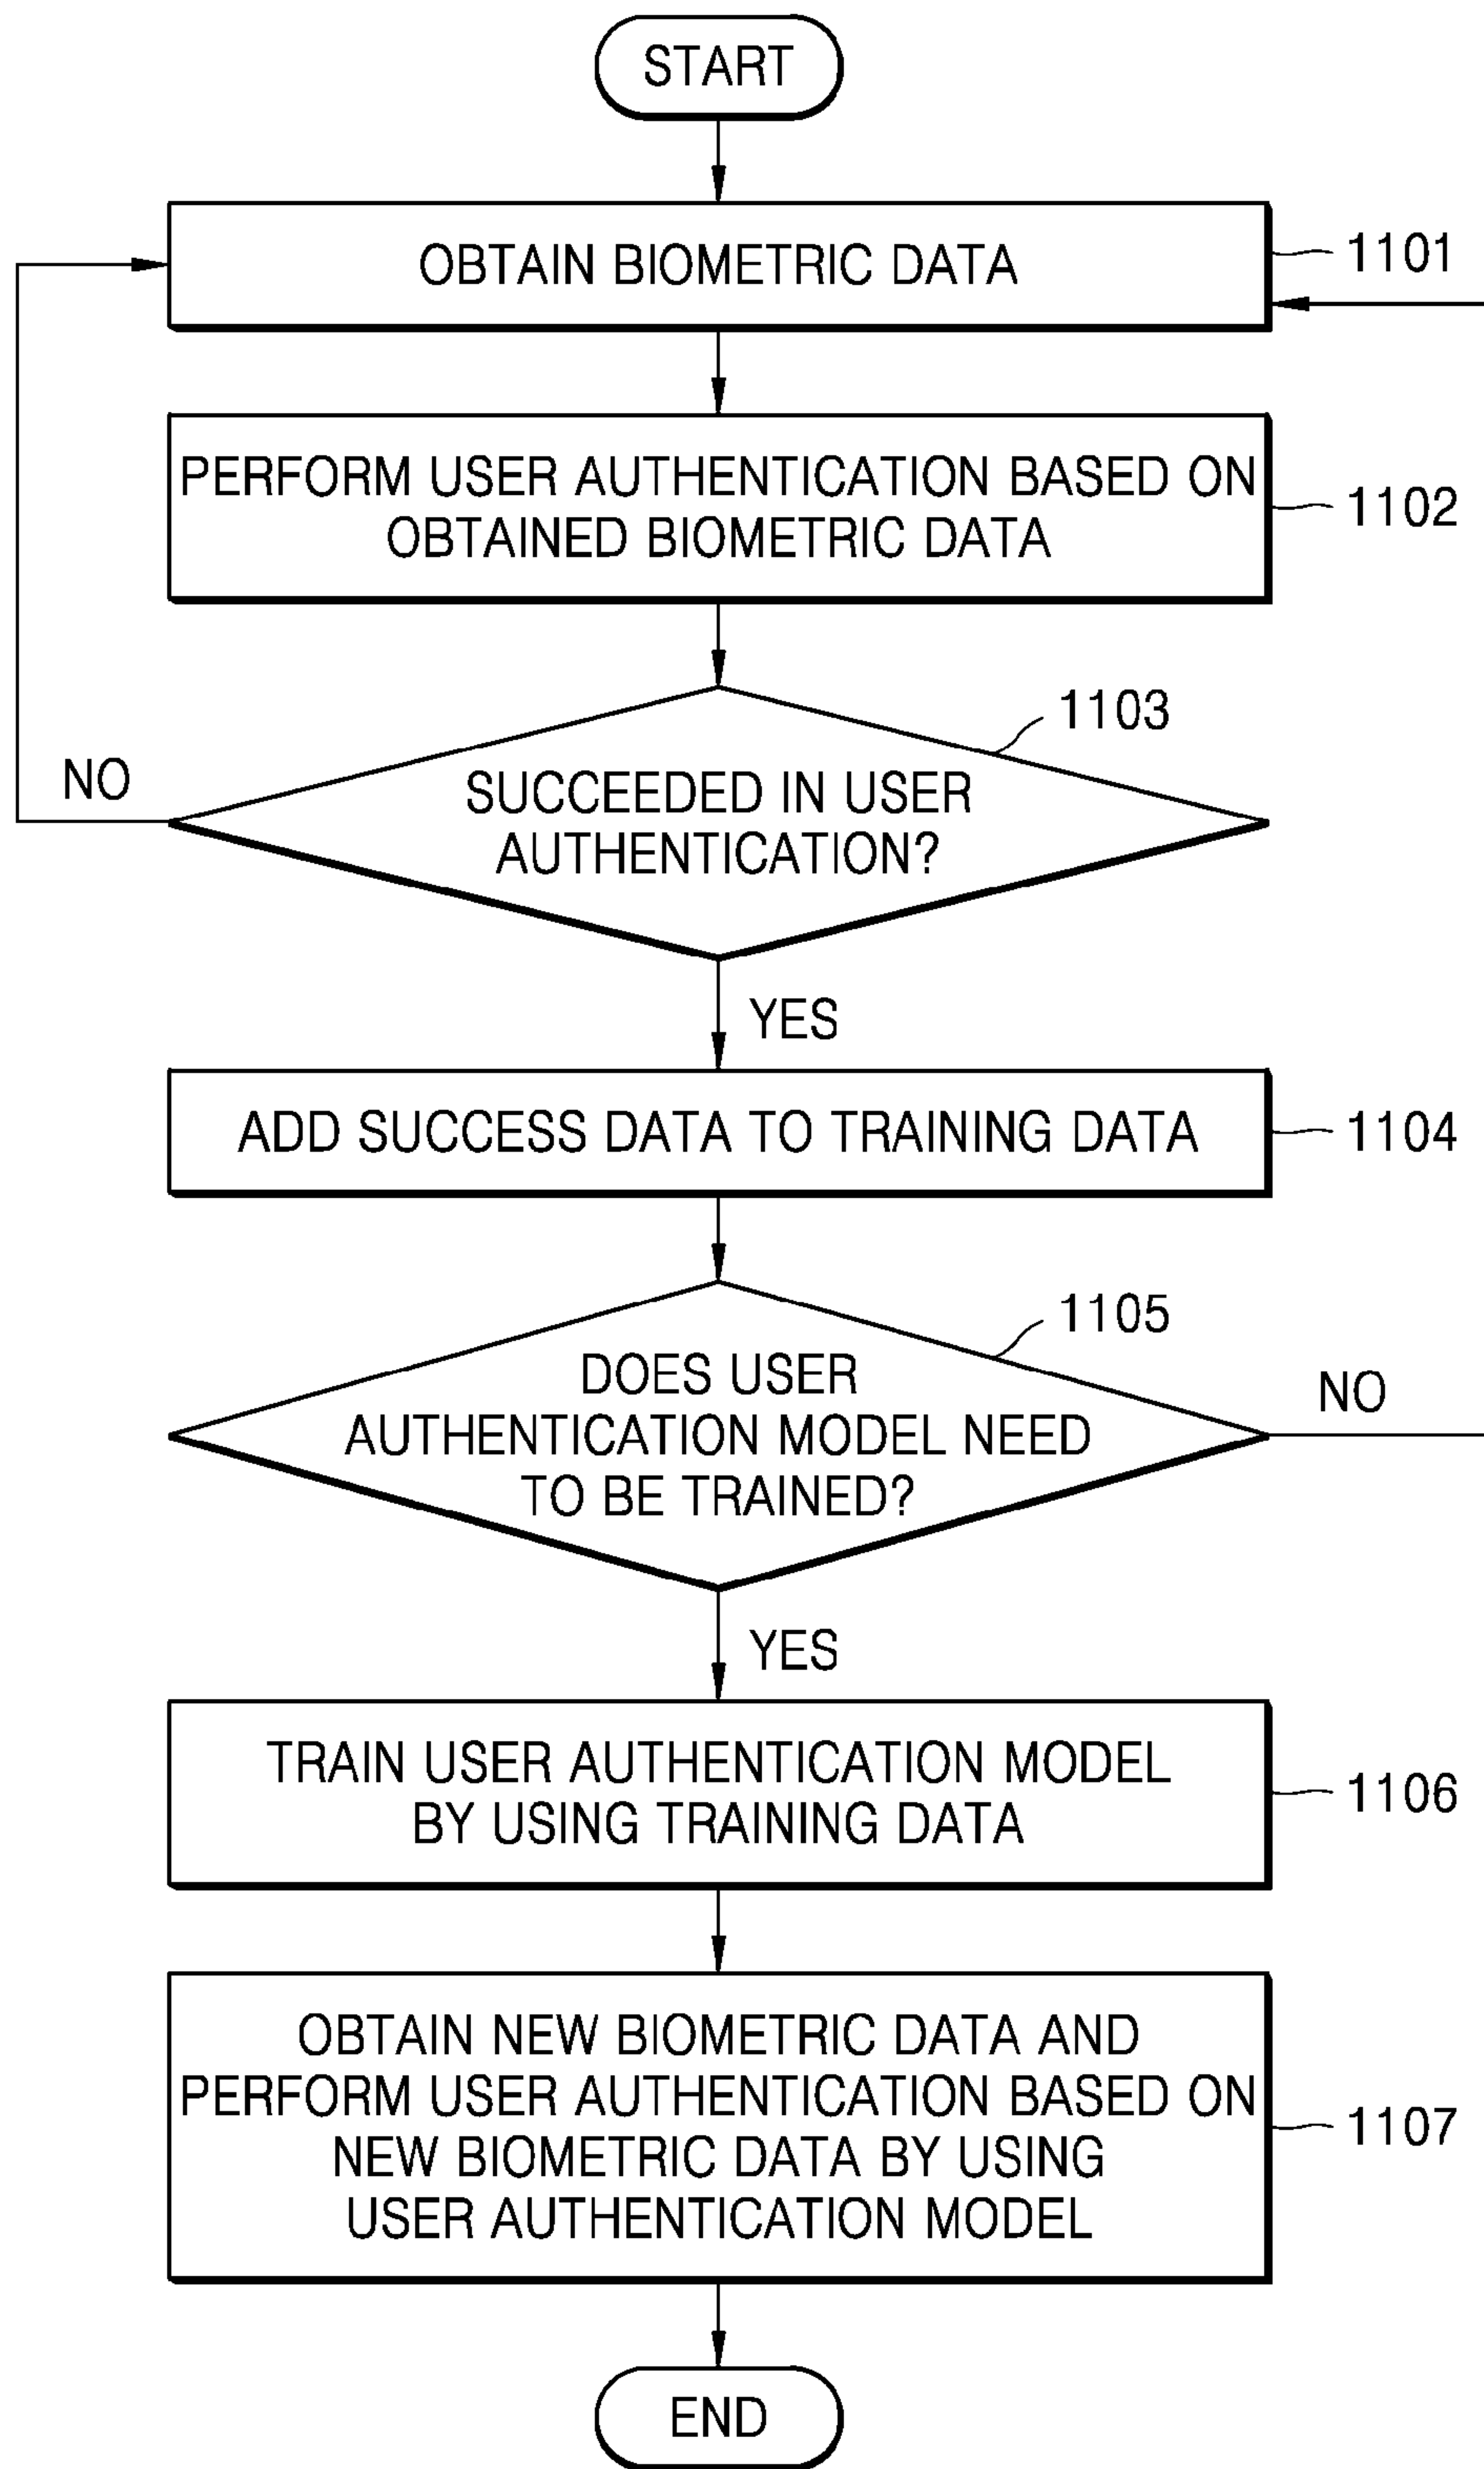 START
OBTAIN BIOMETRIC DATA
1101
PERFORM USER AUTHENTICATION BASED ON
OBTAINED BIOMETRIC DATA
1102
1103
SUCCEEDED IN USER
AUTHENTICATION?
NO
YES
ADD SUCCESS DATA TO TRAINING DATA
1104
1105
DOES USER
AUTHENTICATION MODEL NEED
TO BE TRAINED?
NO
YES
TRAIN USER AUTHENTICATION MODEL
BY USING TRAINING DATA
1106
OBTAIN NEW BIOMETRIC DATA AND
PERFORM USER AUTHENTICATION BASED ON
NEW BIOMETRIC DATA BY USING
USER AUTHENTICATION MODEL
1107
END